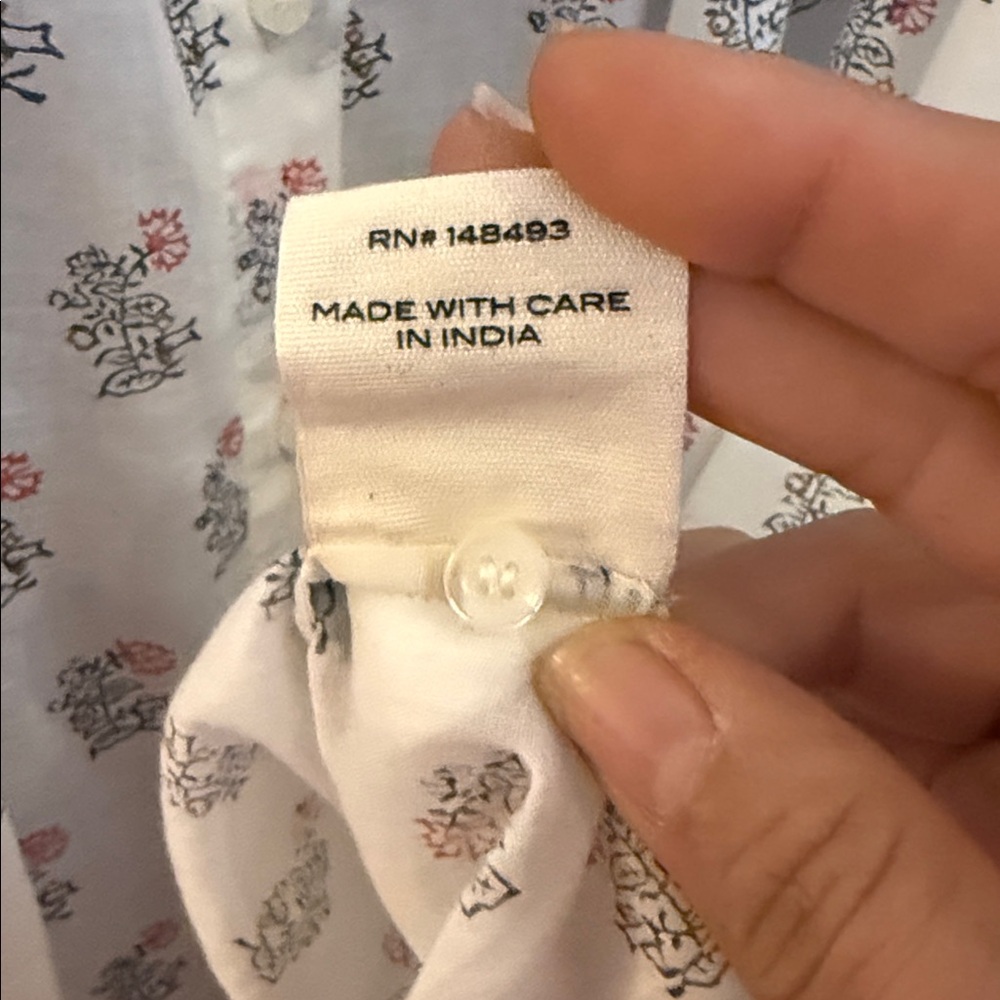 RN# 148493
MADE WITH CARE
IN INDIA